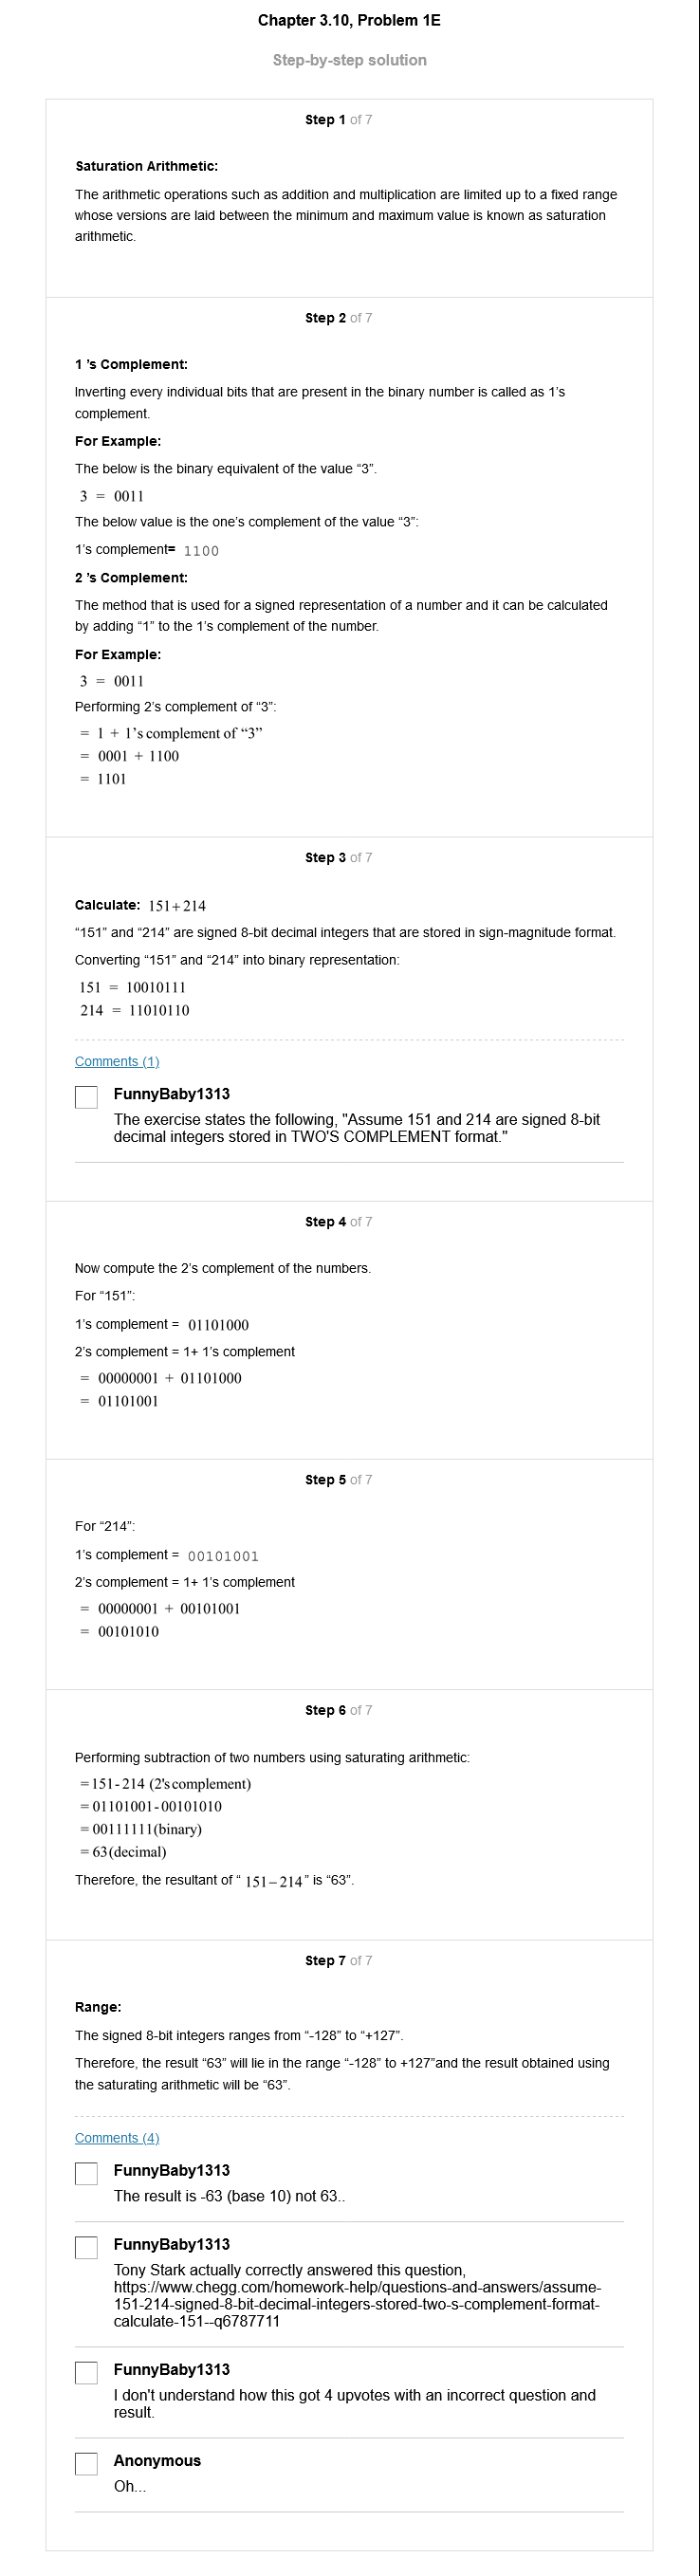 Chapter 3.10, Problem 1E
Step-by-step solution
Step 1 of 7
Saturation Arithmetic:
The arithmetic operations such as addition and multiplication are limited up to a fixed range
whose versions are laid between the minimum and maximum value is known as saturation
arithmetic.
Step 2 of 7
1 's Complement:
Inverting every individual bits that are present in the binary number is called as 1's
complement.
For Example:
The below is the binary equivalent of the value “3”.
3 = 0011
The below value is the one's complement of the value “3”:
1's complement= 1100
2 's Complement:
The method that is used for a signed representation of a number and it can be calculated
by adding “1” to the 1's complement of the number.
For Example:
3 = 0011
Performing 2's complement of “3”:
= 1 + 1's complement of “3”
= 0001 + 1100
= 1101
Step 3 of 7
Calculate: 151+214
“151” and “214” are signed 8-bit decimal integers that are stored in sign-magnitude format.
Converting “151” and “214” into binary representation:
151 = 10010111
214 = 11010110
Comments (1)
FunnyBaby1313
The exercise states the following, "Assume 151 and 214 are signed 8-bit
decimal integers stored in TWO'S COMPLEMENT format."
Step 4 of 7
Now compute the 2's complement of the numbers.
For “151”:
1's complement = 01101000
2's complement = 1+ 1's complement
= 00000001 + 01101000
= 01101001
Step 5 of 7
For “214”:
1's complement = 00101001
2's complement = 1+ 1's complement
= 00000001 + 00101001
= 00101010
Step 6 of 7
Performing subtraction of two numbers using saturating arithmetic:
=151-214 (2's complement)
=01101001-00101010
=00111111(binary)
=63(decimal)
Therefore, the resultant of “ 151–214 ” is “63”.
Step 7 of 7
Range:
The signed 8-bit integers ranges from “-128” to “+127”.
Therefore, the result “63” will lie in the range “-128” to +127”and the result obtained using
the saturating arithmetic will be “63”.
Comments (4)
FunnyBaby1313
The result is -63 (base 10) not 63..
FunnyBaby1313
Tony Stark actually correctly answered this question,
https://www.chegg.com/homework-help/questions-and-answers/assume-
151-214-signed-8-bit-decimal-integers-stored-two-s-complement-format-
calculate-151--q6787711
FunnyBaby1313
I don't understand how this got 4 upvotes with an incorrect question and
result.
Anonymous
Oh...